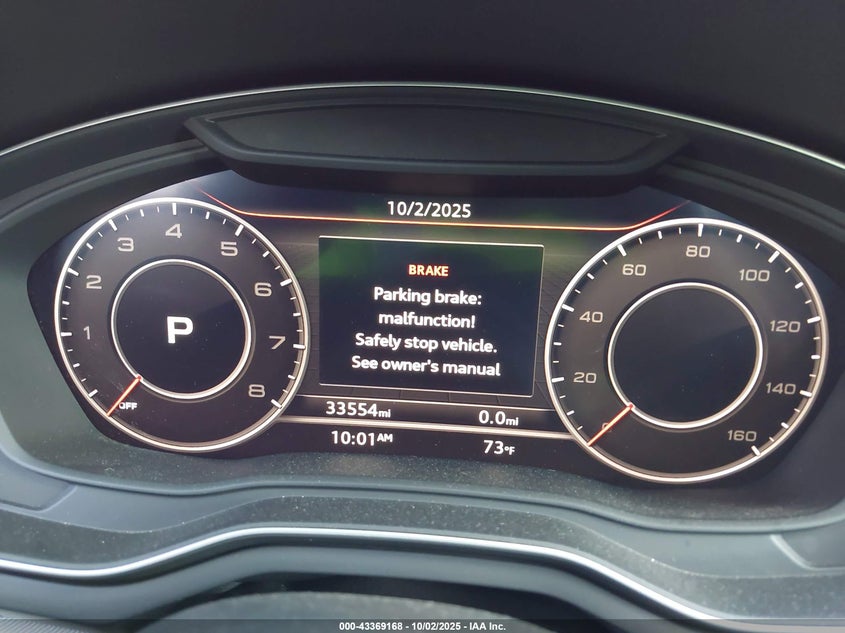 10/2/2025
BRAKE
Parking brake:
malfunction!
Safely stop vehicle.
See owner's manual
1 2 3 4 5 6 7 8
OFF
P
0 20 40 60 80 100 120 140 160
33554mi 0.0mi
10:01AM 73°F
000-43369168 - 10/02/2025 - IAA Inc.